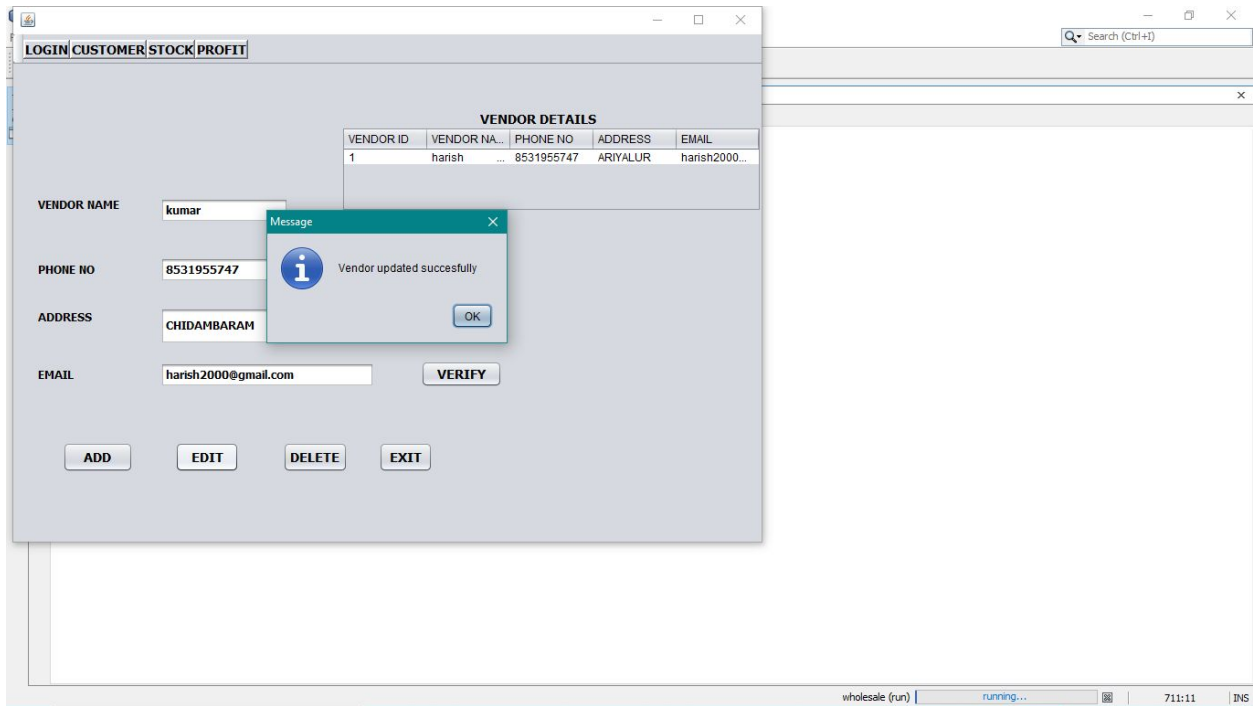 Search (Ctrl+I)
LOGIN CUSTOMER STOCK PROFIT
VENDOR DETAILS
VENDOR ID VENDOR NA... PHONE NO ADDRESS EMAIL
1 harish ... 8531955747 ARIYALUR harish2000...
VENDOR NAME kumar
Message
PHONE NO 8531955747
Vendor updated succesfully
OK
ADDRESS CHIDAMBARAM
EMAIL harish2000@gmail.com VERIFY
ADD EDIT DELETE EXIT
wholesale (run) running... 711:11 INS